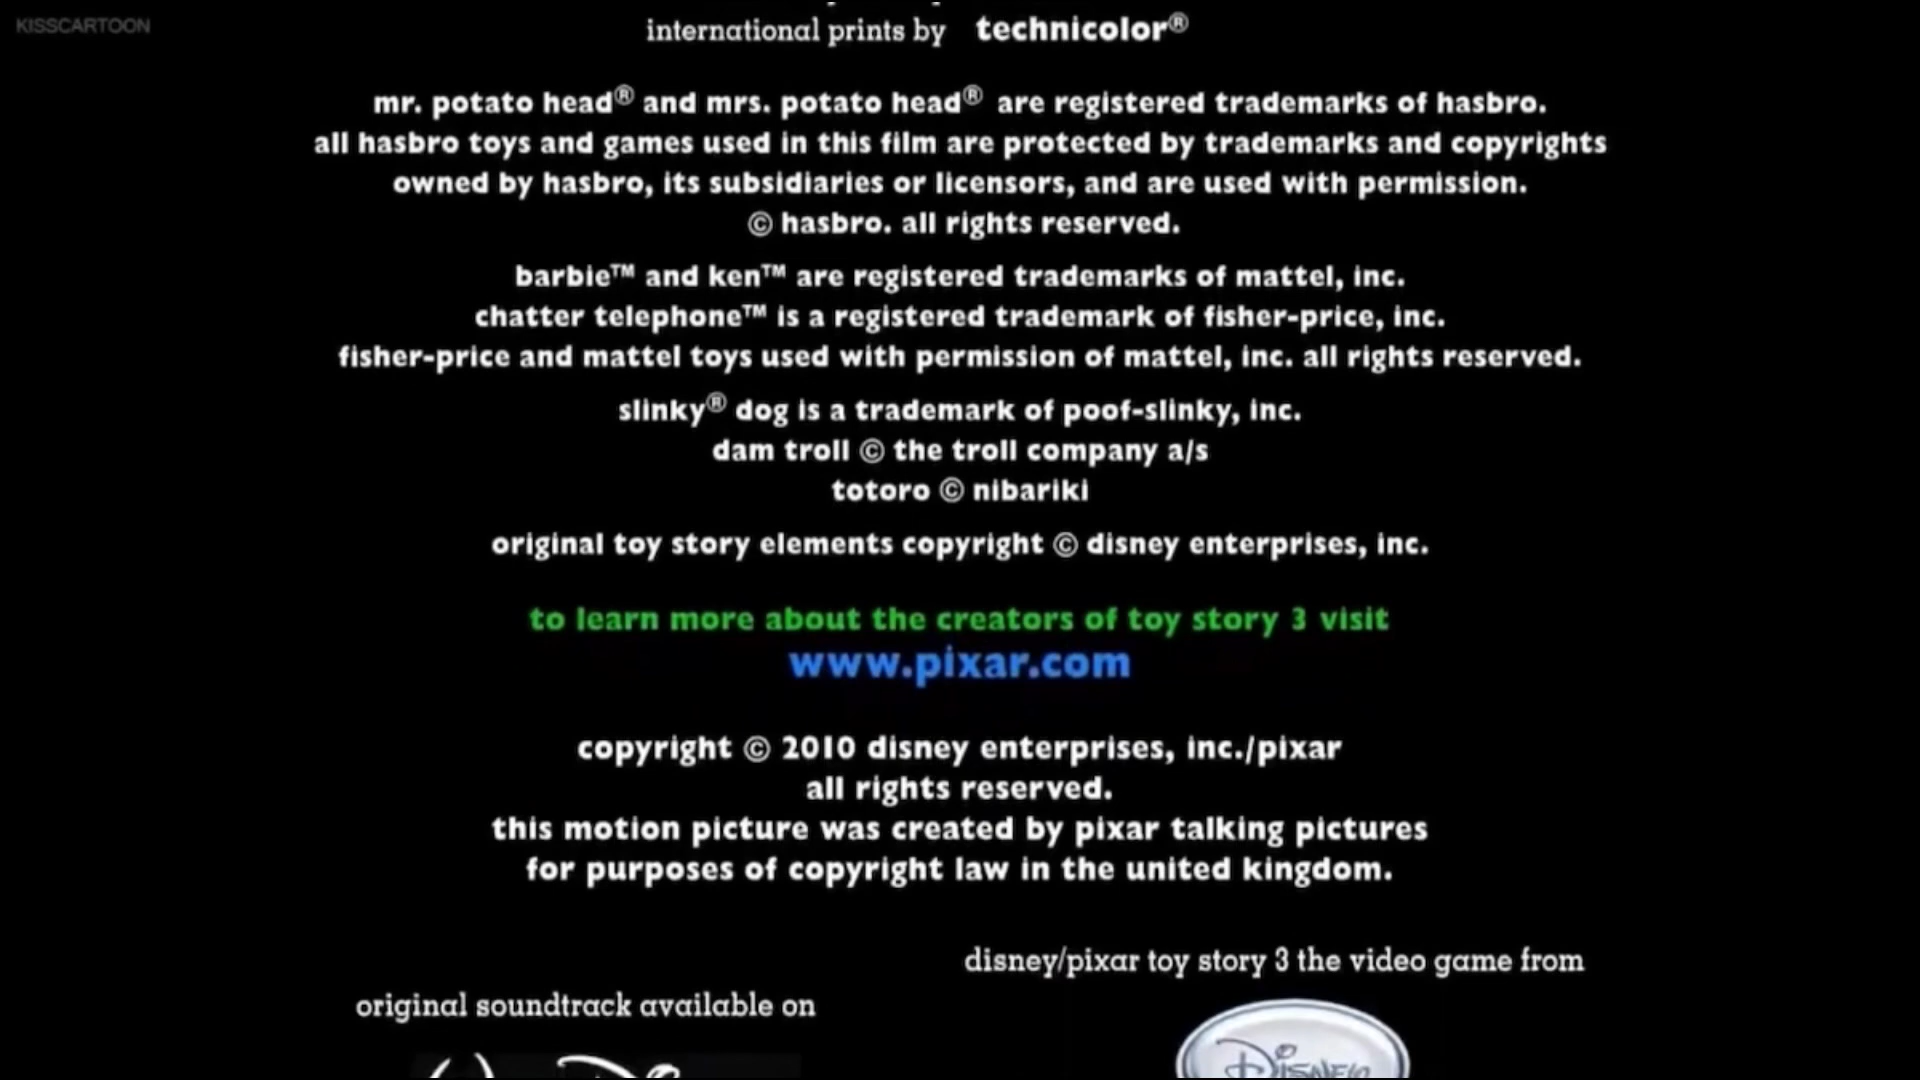 KISSCARTOON
international prints by technicolor®
mr. potato head® and mrs. potato head® are registered trademarks of hasbro.
all hasbro toys and games used in this film are protected by trademarks and copyrights
owned by hasbro, its subsidiaries or licensors, and are used with permission.
© hasbro. all rights reserved.
barbie™ and ken™ are registered trademarks of mattel, inc.
chatter telephone™ is a registered trademark of fisher-price, inc.
fisher-price and mattel toys used with permission of mattel, inc. all rights reserved.
slinky® dog is a trademark of poof-slinky, inc.
dam troll © the troll company a/s
totoro © nibariki
original toy story elements copyright © disney enterprises, inc.
to learn more about the creators of toy story 3 visit
www.pixar.com
copyright © 2010 disney enterprises, inc./pixar
all rights reserved.
this motion picture was created by pixar talking pictures
for purposes of copyright law in the united kingdom.
disney/pixar toy story 3 the video game from
original soundtrack available on
Disney